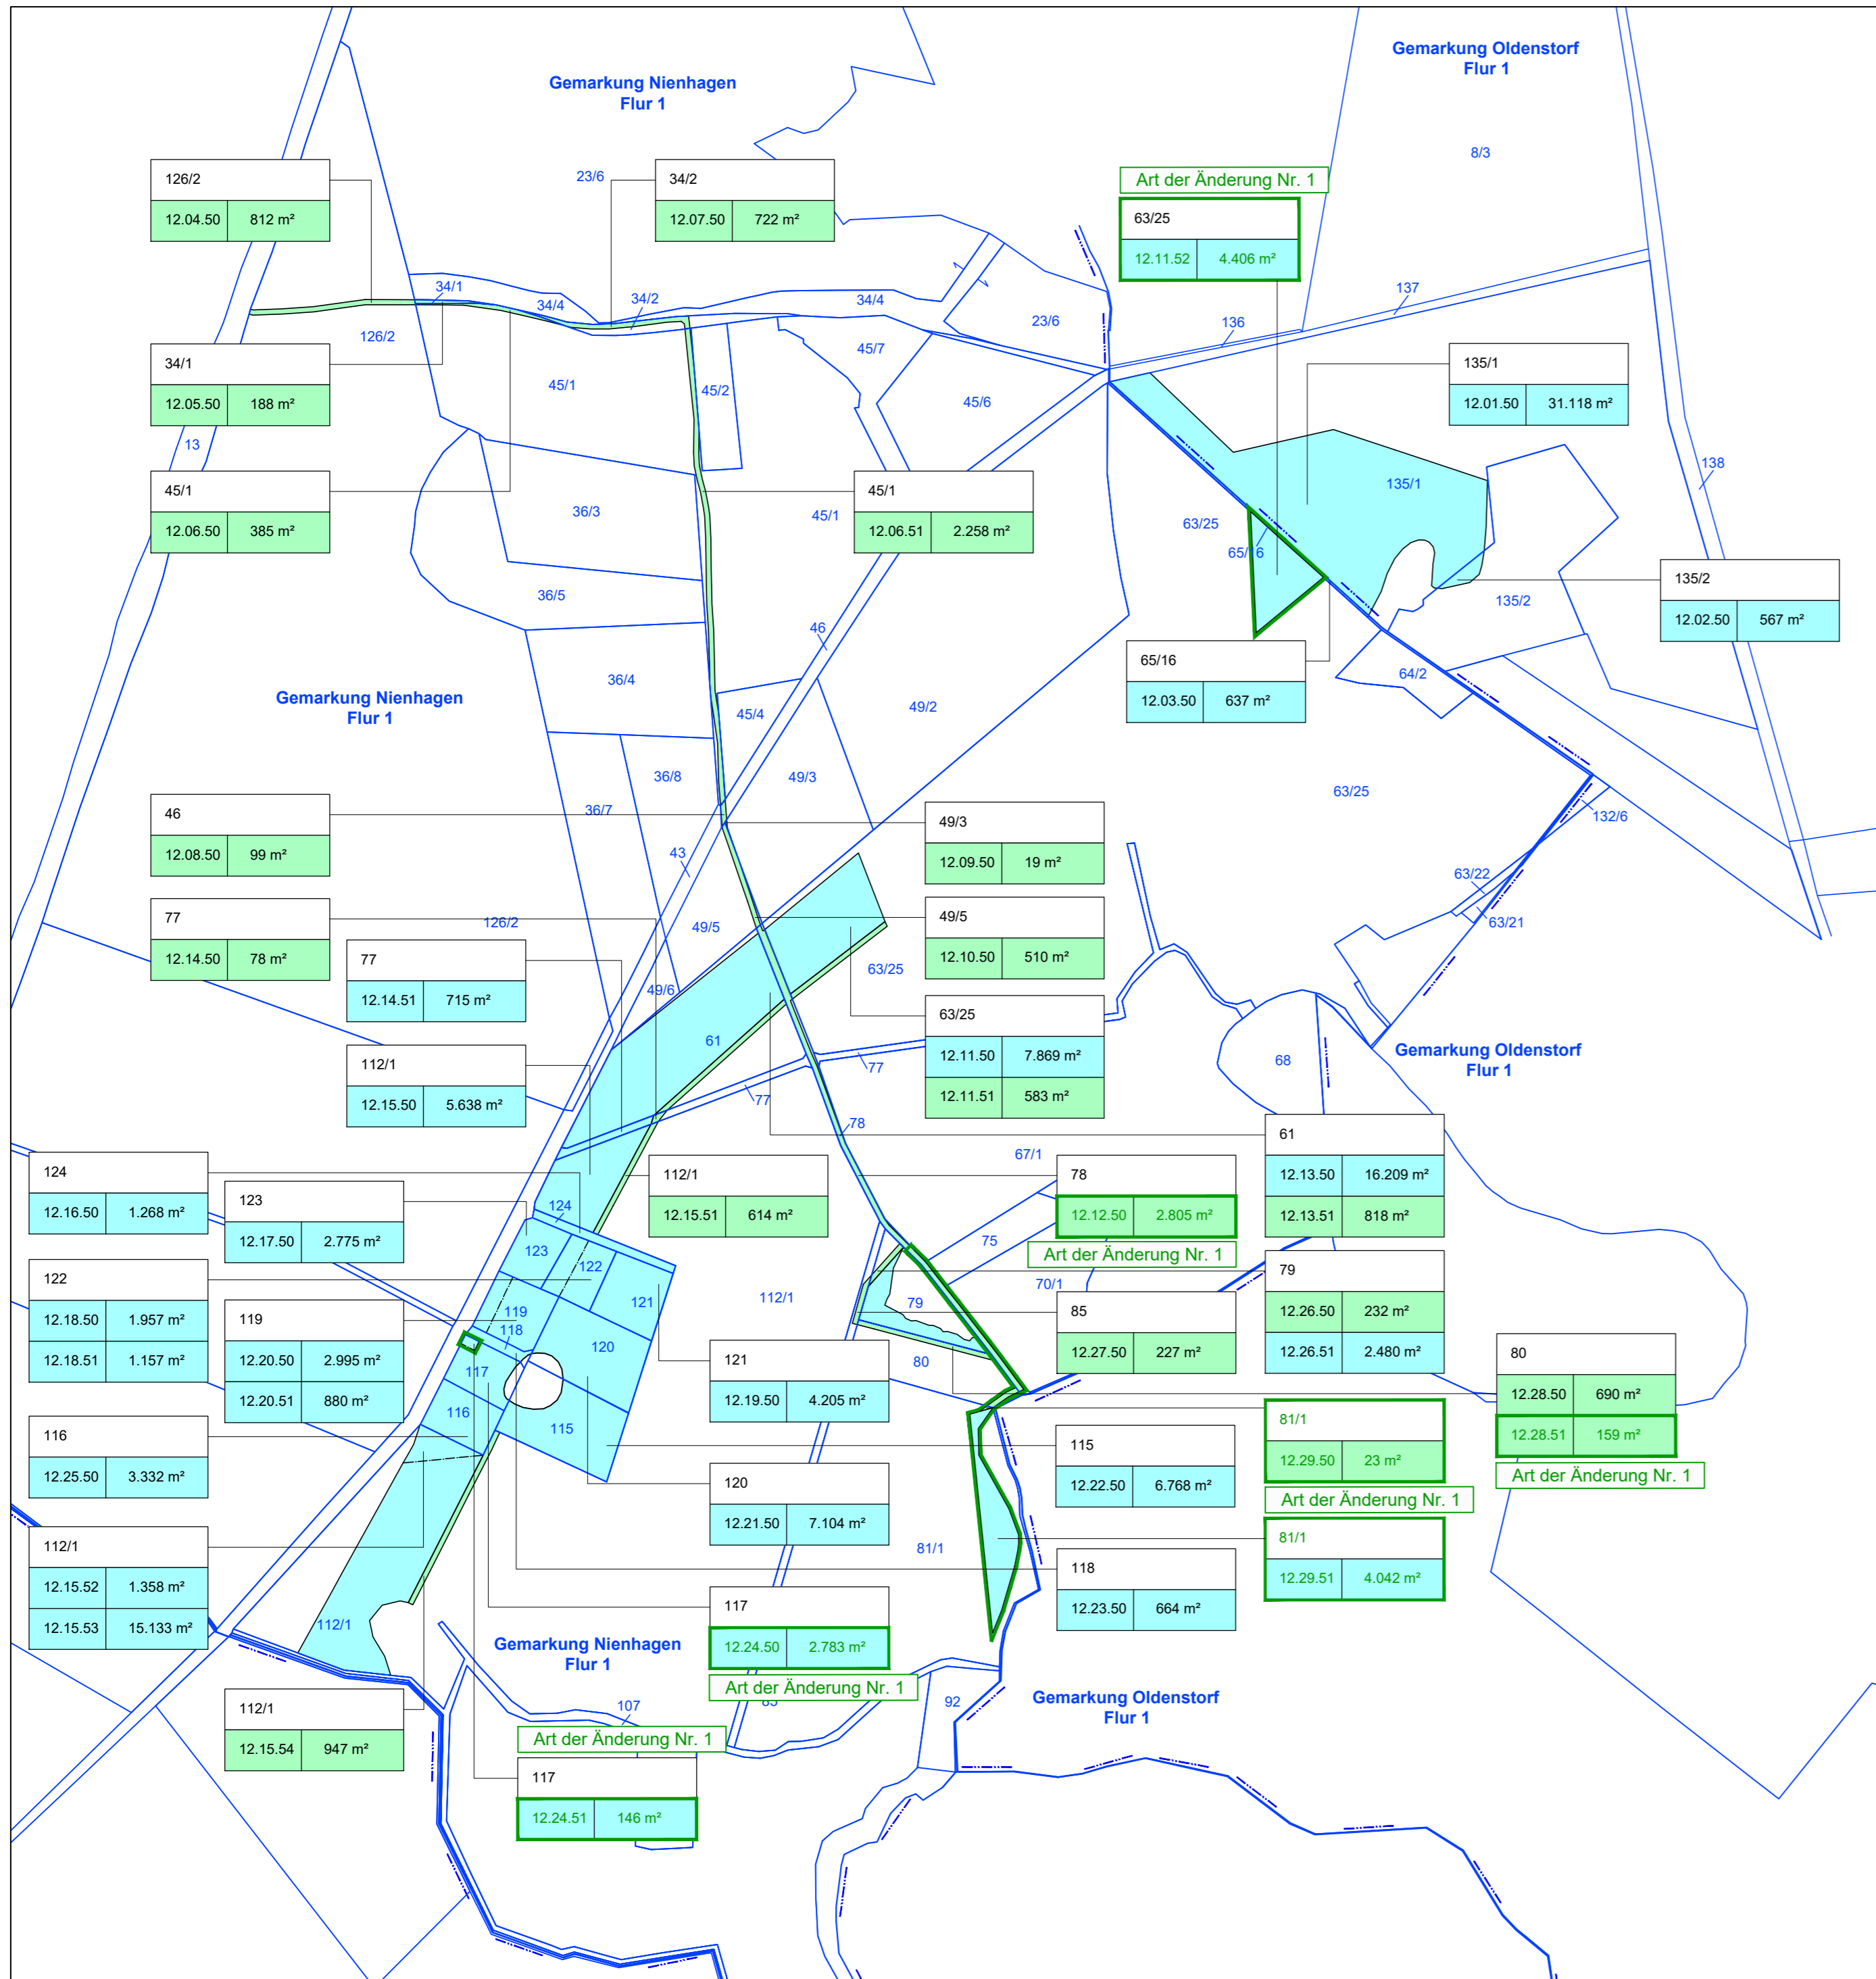 Gemarkung Oldenstorf
Flur 1
Gemarkung Nienhagen
Flur 1
8/3
126/2
12.04.50 812 m²
23/6
34/2
12.07.50 722 m²
Art der Änderung Nr. 1
63/25
12.11.52 4.406 m²
34/1
34/4
34/2
34/4
23/6
137
136
126/2
45/7
34/1
12.05.50 188 m²
45/1
45/2
45/6
135/1
12.01.50 31.118 m²
13
138
45/1
12.06.50 385 m²
36/3
45/1
45/1
12.06.51 2.258 m²
63/25
135/1
65/16
36/5
135/2
135/2
12.02.50 567 m²
46
65/16
12.03.50 637 m²
36/4
64/2
Gemarkung Nienhagen
Flur 1
45/4
49/2
36/8
49/3
63/25
36/7
132/6
46
12.08.50 99 m²
49/3
12.09.50 19 m²
43
63/22
63/21
77
12.14.50 78 m²
126/2
49/5
49/5
12.10.50 510 m²
77
12.14.51 715 m²
63/25
49/6
63/25
12.11.50 7.869 m²
12.11.51 583 m²
61
68
Gemarkung Oldenstorf
Flur 1
112/1
12.15.50 5.638 m²
77
77
78
61
12.13.50 16.209 m²
12.13.51 818 m²
124
12.16.50 1.268 m²
123
12.17.50 2.775 m²
112/1
12.15.51 614 m²
67/1
78
12.12.50 2.805 m²
Art der Änderung Nr. 1
124
123
122
75
122
12.18.50 1.957 m²
12.18.51 1.157 m²
121
112/1
79
70/1
79
12.26.50 232 m²
12.26.51 2.480 m²
119
12.20.50 2.995 m²
12.20.51 880 m²
119
118
120
85
12.27.50 227 m²
80
12.28.50 690 m²
12.28.51 159 m²
Art der Änderung Nr. 1
117
121
12.19.50 4.205 m²
80
116
115
81/1
12.29.50 23 m²
Art der Änderung Nr. 1
116
12.25.50 3.332 m²
115
12.22.50 6.768 m²
120
12.21.50 7.104 m²
81/1
12.29.51 4.042 m²
112/1
12.15.52 1.358 m²
12.15.53 15.133 m²
81/1
118
12.23.50 664 m²
117
12.24.50 2.783 m²
Art der Änderung Nr. 1
112/1
Gemarkung Nienhagen
Flur 1
92
Gemarkung Oldenstorf
Flur 1
112/1
12.15.54 947 m²
107
Art der Änderung Nr. 1
117
12.24.51 146 m²